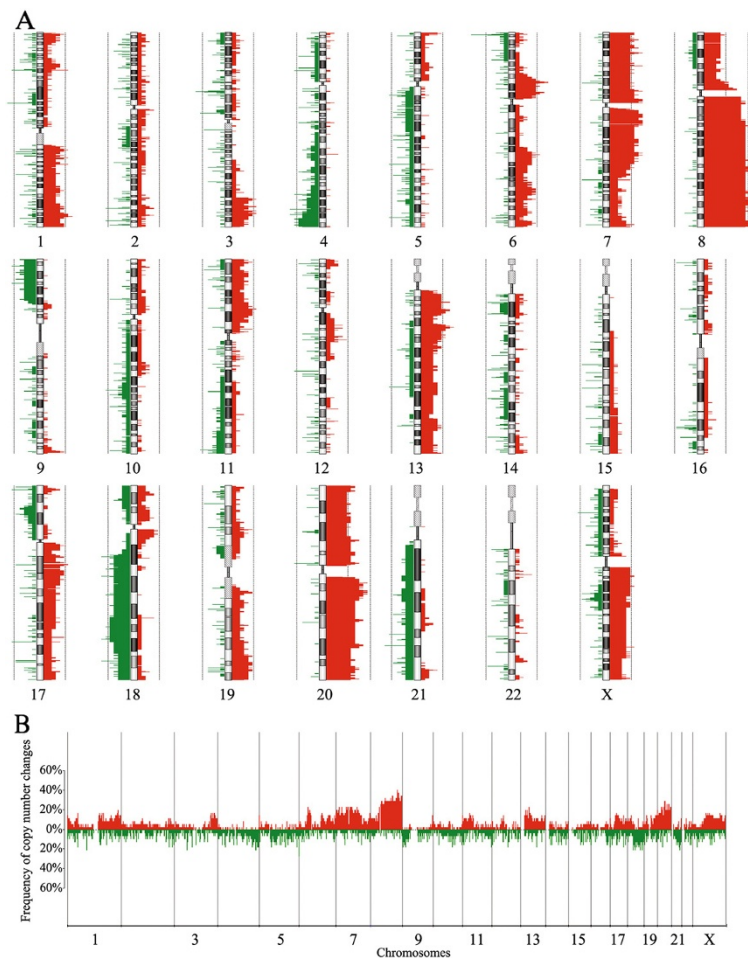 A
1 2 3 4 5 6 7 8
9 10 11 12 13 14 15 16
17 18 19 20 21 22 X
B
Frequency of copy number changes
60%
40%
20%
0%
20%
40%
60%
1 3 5 7 9 11 13 15 17 19 21 X
Chromosomes